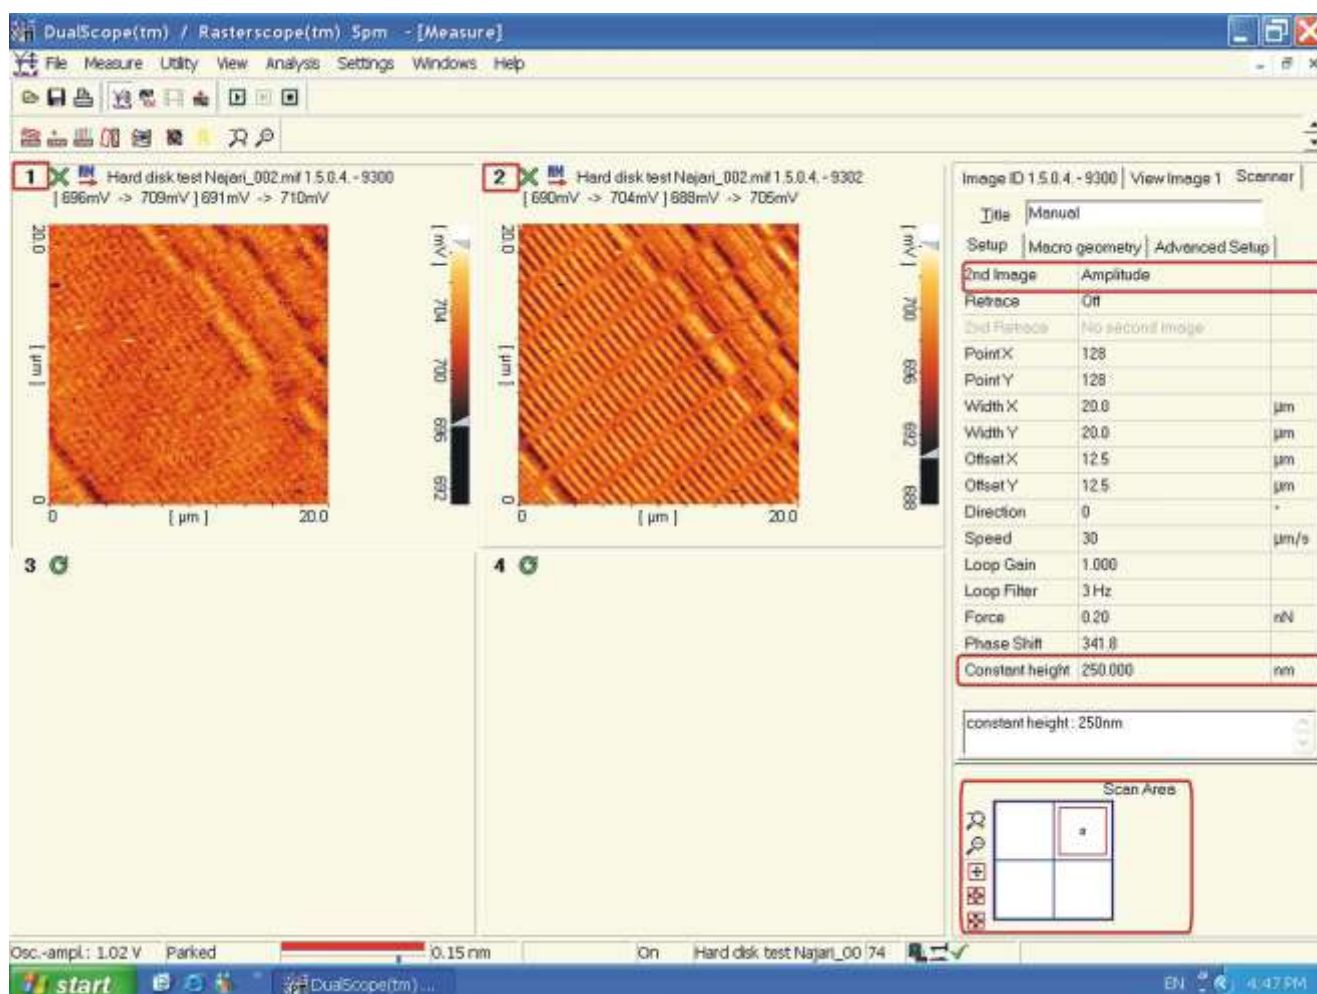 DualScope(tm) / Rasterscope(tm) Spm - [Measure]
File Measure Utility View Analysis Settings Windows Help
1 Hard disk test Najari_002.mif 1.5.0.4. - 9300
[ 696mV -> 709mV ] 691mV -> 710mV
20.0
[ µm ]
0
0 [ µm ] 20.0
[ mV ]
704
700
696
692
2 Hard disk test Najari_002.mif 1.5.0.4. - 9302
[ 690mV -> 704mV ] 688mV -> 705mV
20.0
[ µm ]
0
0 [ µm ] 20.0
[ mV ]
700
696
692
688
3
4
Image ID 1.5.0.4. - 9300 View Image 1 Scanner
Title Manual
Setup Macro geometry Advanced Setup
2nd Image Amplitude
Retrace Off
2nd Retrace No second image
Point X 128
Point Y 128
Width X 20.0 µm
Width Y 20.0 µm
Offset X 12.5 µm
Offset Y 12.5 µm
Direction 0 °
Speed 30 µm/s
Loop Gain 1.000
Loop Filter 3 Hz
Force 0.20 nN
Phase Shift 341.8
Constant height 250.000 nm
constant height : 250nm
Scan Area
Osc.-ampl.: 1.02 V Parked 0.15 nm On Hard disk test Najari_00 74
start DualScope(tm) ... EN 4:47 PM